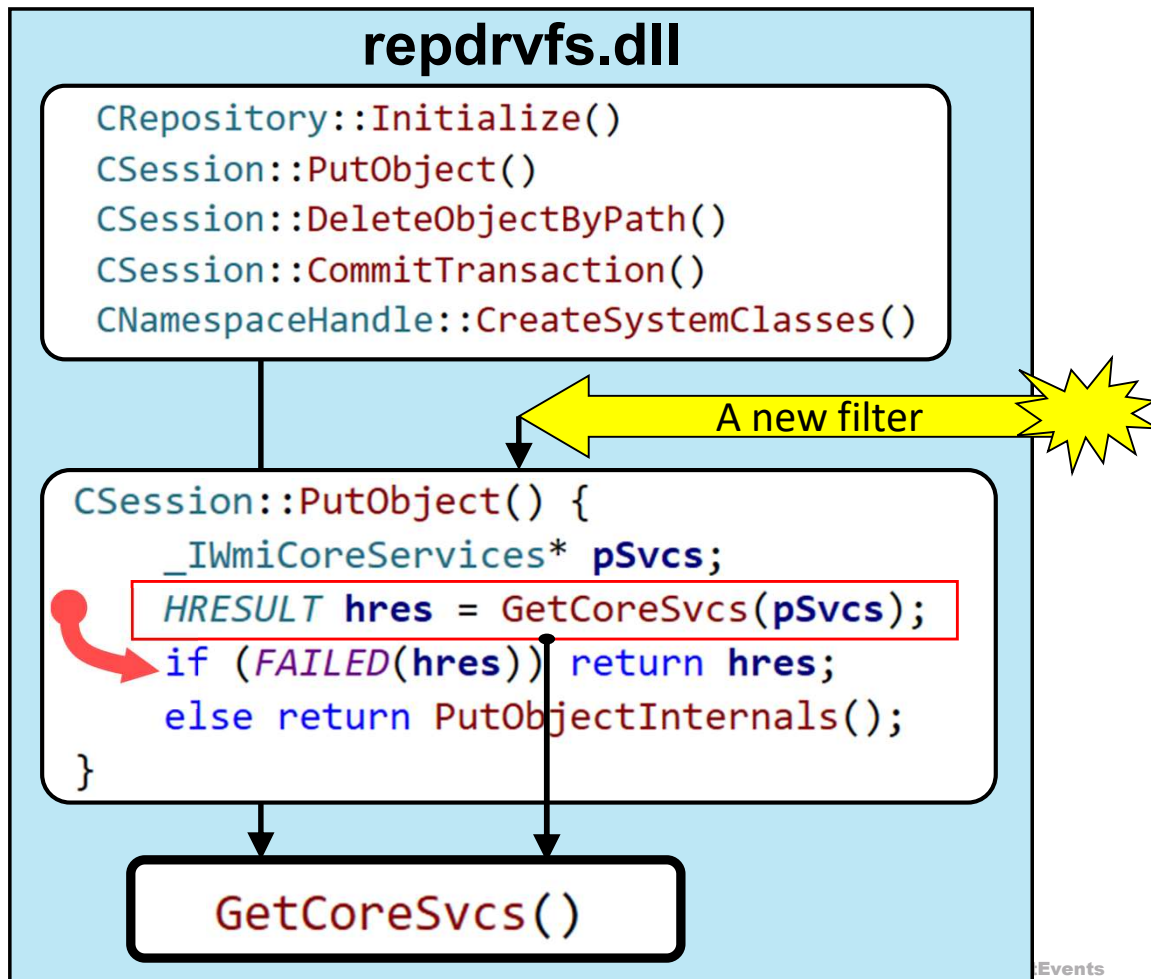 repdrvfs.dll
CRepository::Initialize()
CSession::PutObject()
CSession::DeleteObjectByPath()
CSession::CommitTransaction()
CNamespaceHandle::CreateSystemClasses()
A new filter
CSession::PutObject() {
_IWmiCoreServices* pSvcs;
HRESULT hres = GetCoreSvcs(pSvcs);
if (FAILED(hres)) return hres;
else return PutObjectInternals();
}
GetCoreSvcs()
Events